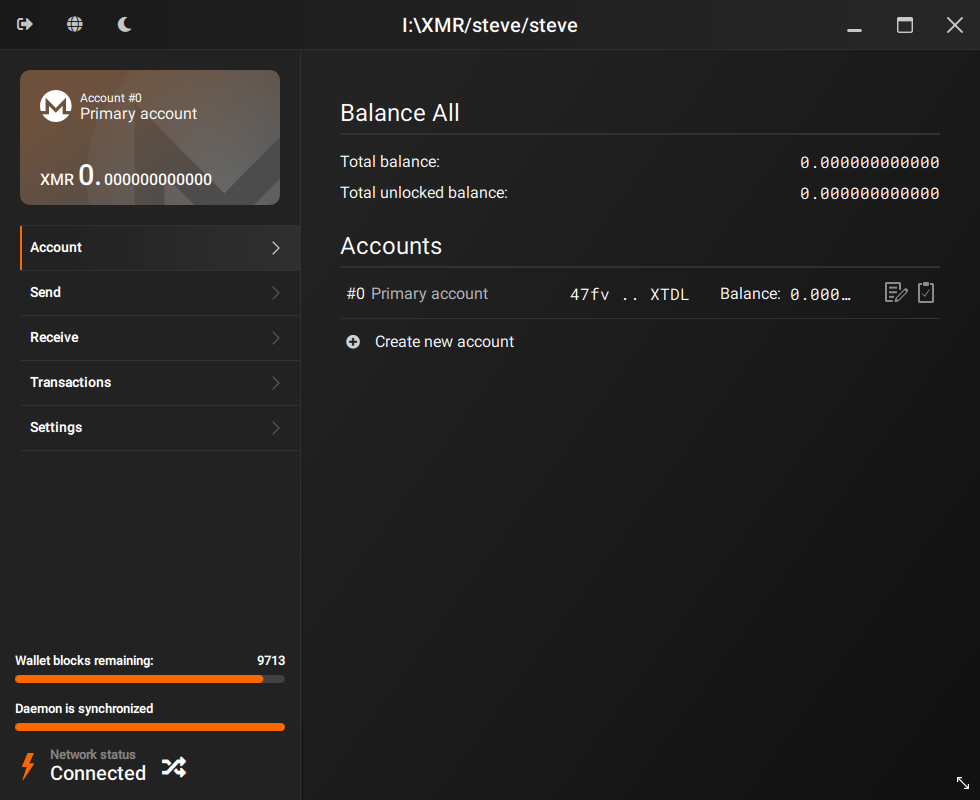 I:\XMR/steve/steve
Account #0
Primary account
XMR 0.000000000000
Account
Send
Receive
Transactions
Settings
Wallet blocks remaining: 9713
Daemon is synchronized
Network status
Connected
Balance All
Total balance: 0.000000000000
Total unlocked balance: 0.000000000000
Accounts
#0 Primary account 47fv .. XTDL Balance: 0.000…
Create new account